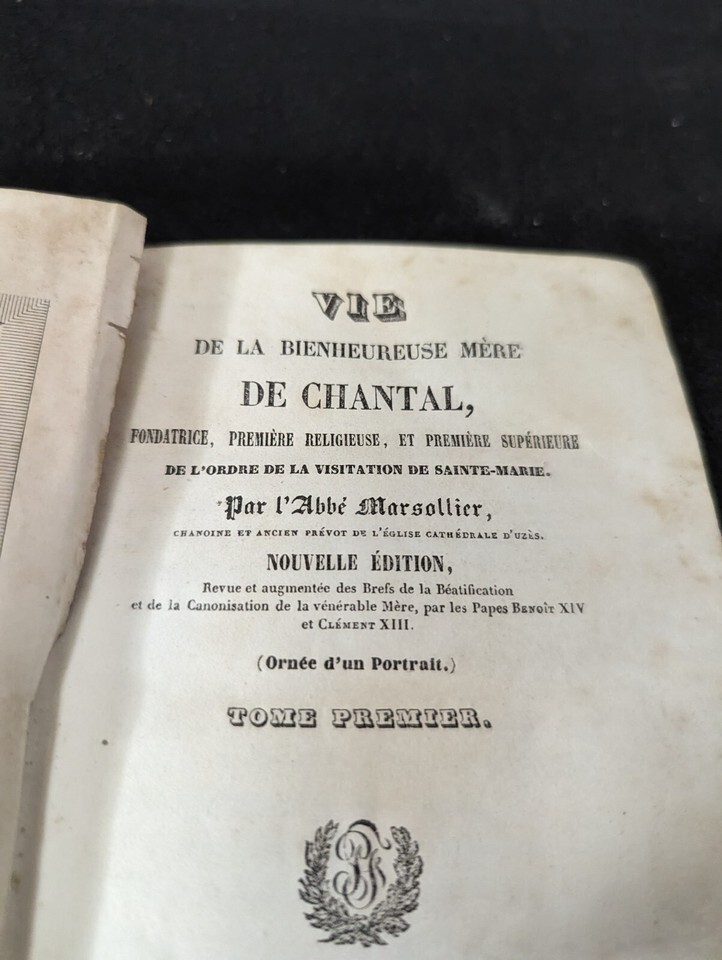 VIE
DE LA BIENHEUREUSE MÈRE
DE CHANTAL,
FONDATRICE, PREMIÈRE RELIGIEUSE, ET PREMIÈRE SUPÉRIEURE
DE L'ORDRE DE LA VISITATION DE SAINTE-MARIE.
Par l'Abbé Marsollier,
CHANOINE ET ANCIEN PRÉVOT DE L'ÉGLISE CATHÉDRALE D'UZÈS.
NOUVELLE ÉDITION,
Revue et augmentée des Brefs de la Béatification
et de la Canonisation de la vénérable Mère, par les Papes BENOÎT XIV
et CLÉMENT XIII.
(Ornée d'un Portrait.)
TOME PREMIER.